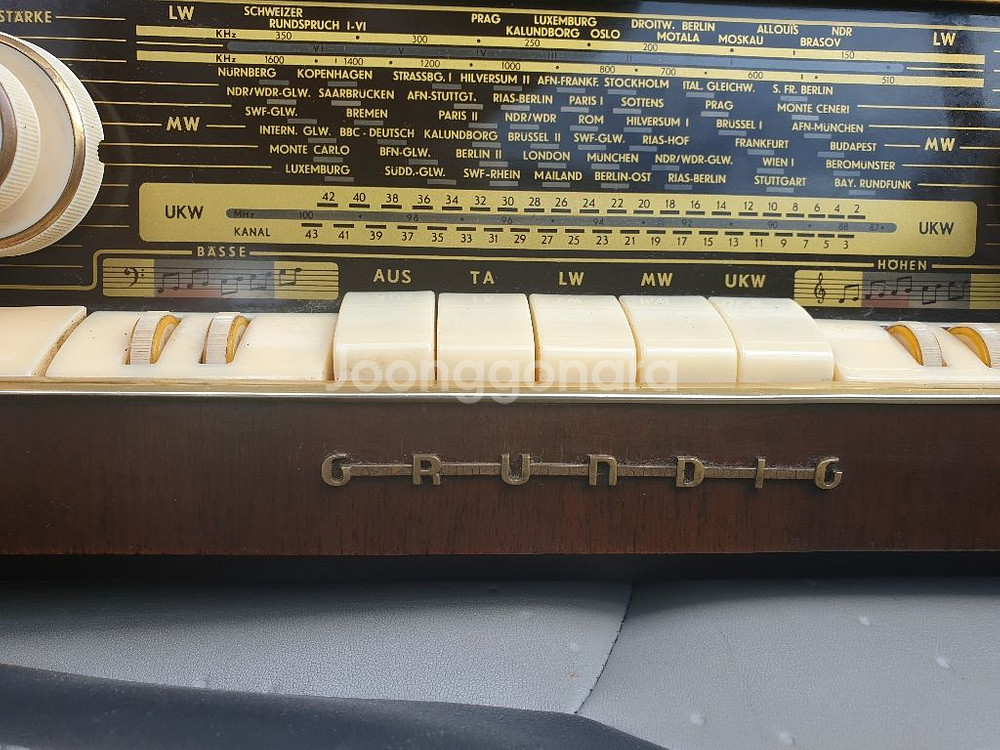 STÄRKE
LW SCHWEIZER RUNDSPRUCH I-VI PRAG LUXEMBURG KALUNDBORG OSLO DROITW. BERLIN MOTALA MOSKAU ALLOUIS BRASOV NDR LW
KHz 350 300 250 200 150
VI V IV III II I
KHz 1600 1400 1200 1000 800 700 600 510
NÜRNBERG KOPENHAGEN STRASSBG. I HILVERSUM II AFN-FRANKF. STOCKHOLM ITAL. GLEICHW. S. FR. BERLIN
NDR/WDR-GLW. SAARBRUCKEN AFN-STUTTGT. RIAS-BERLIN PARIS I SOTTENS PRAG MONTE CENERI
SWF-GLW. BREMEN PARIS II NDR/WDR ROM HILVERSUM I BRUSSEL I AFN-MUNCHEN
MW INTERN. GLW. BBC-DEUTSCH KALUNDBORG BRUSSEL II SWF-GLW. RIAS-HOF FRANKFURT BUDAPEST MW
MONTE CARLO BFN-GLW. BERLIN II LONDON MUNCHEN NDR/WDR-GLW. WIEN I BEROMUNSTER
LUXEMBURG SUDD.-GLW. SWF-RHEIN MAILAND BERLIN-OST RIAS-BERLIN STUTTGART BAY. RUNDFUNK
42 40 38 36 34 32 30 28 26 24 22 20 18 16 14 12 10 8 6 4 2
UKW MHz 100 98 96 94 92 90 88 87 UKW
KANAL 43 41 39 37 35 33 31 29 27 25 23 21 19 17 15 13 11 9 7 5 3
BÄSSE AUS TA LW MW UKW HÖHEN
Joonggonara
GRUNDIG